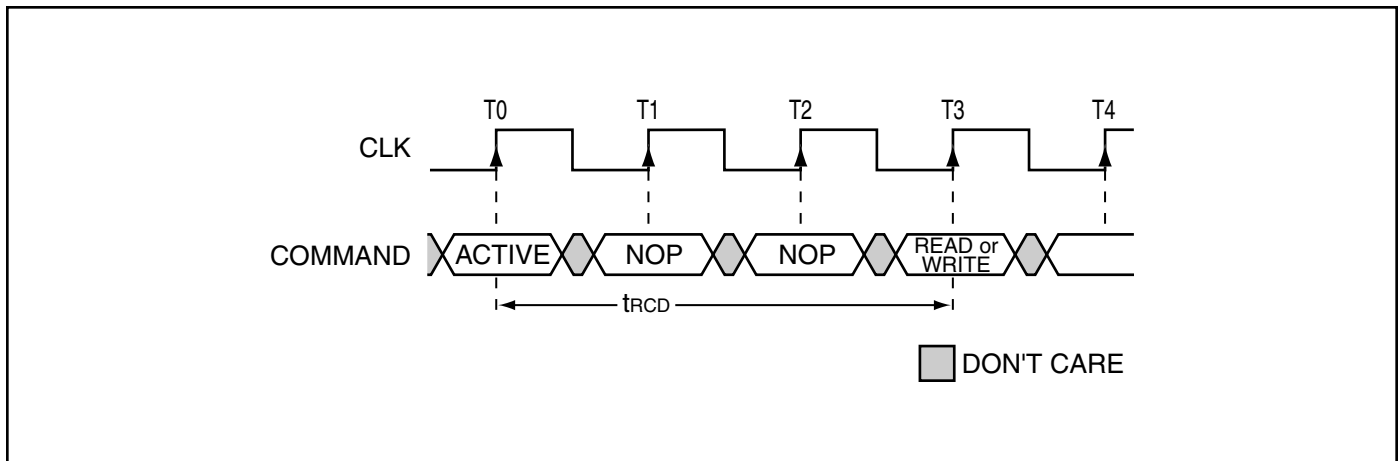 T0 T1 T2 T3 T4
CLK
COMMAND ACTIVE NOP NOP READ or
WRITE
tRCD
DON'T CARE